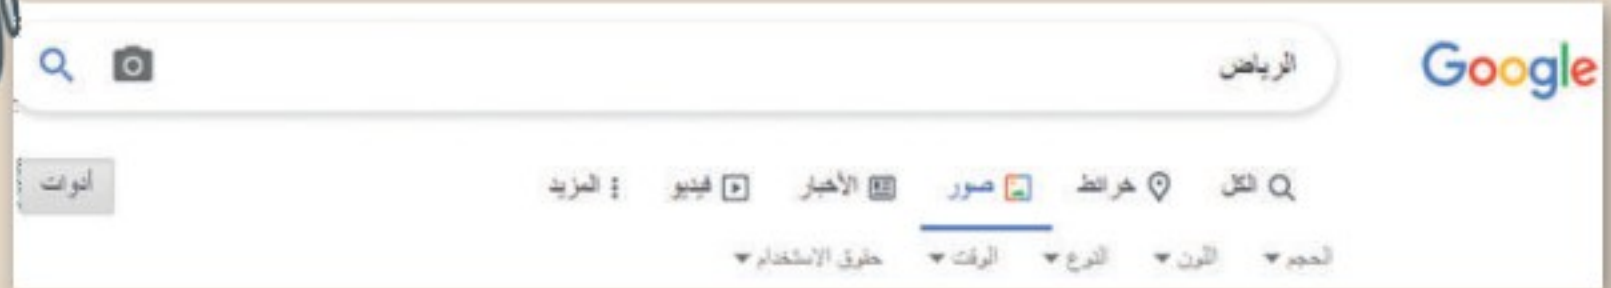 Google
الرياض
الكل خرائط صور الأخبار فيديو المزيد أدوات
الحجم اللون النوع الوقت حقوق الاستخدام